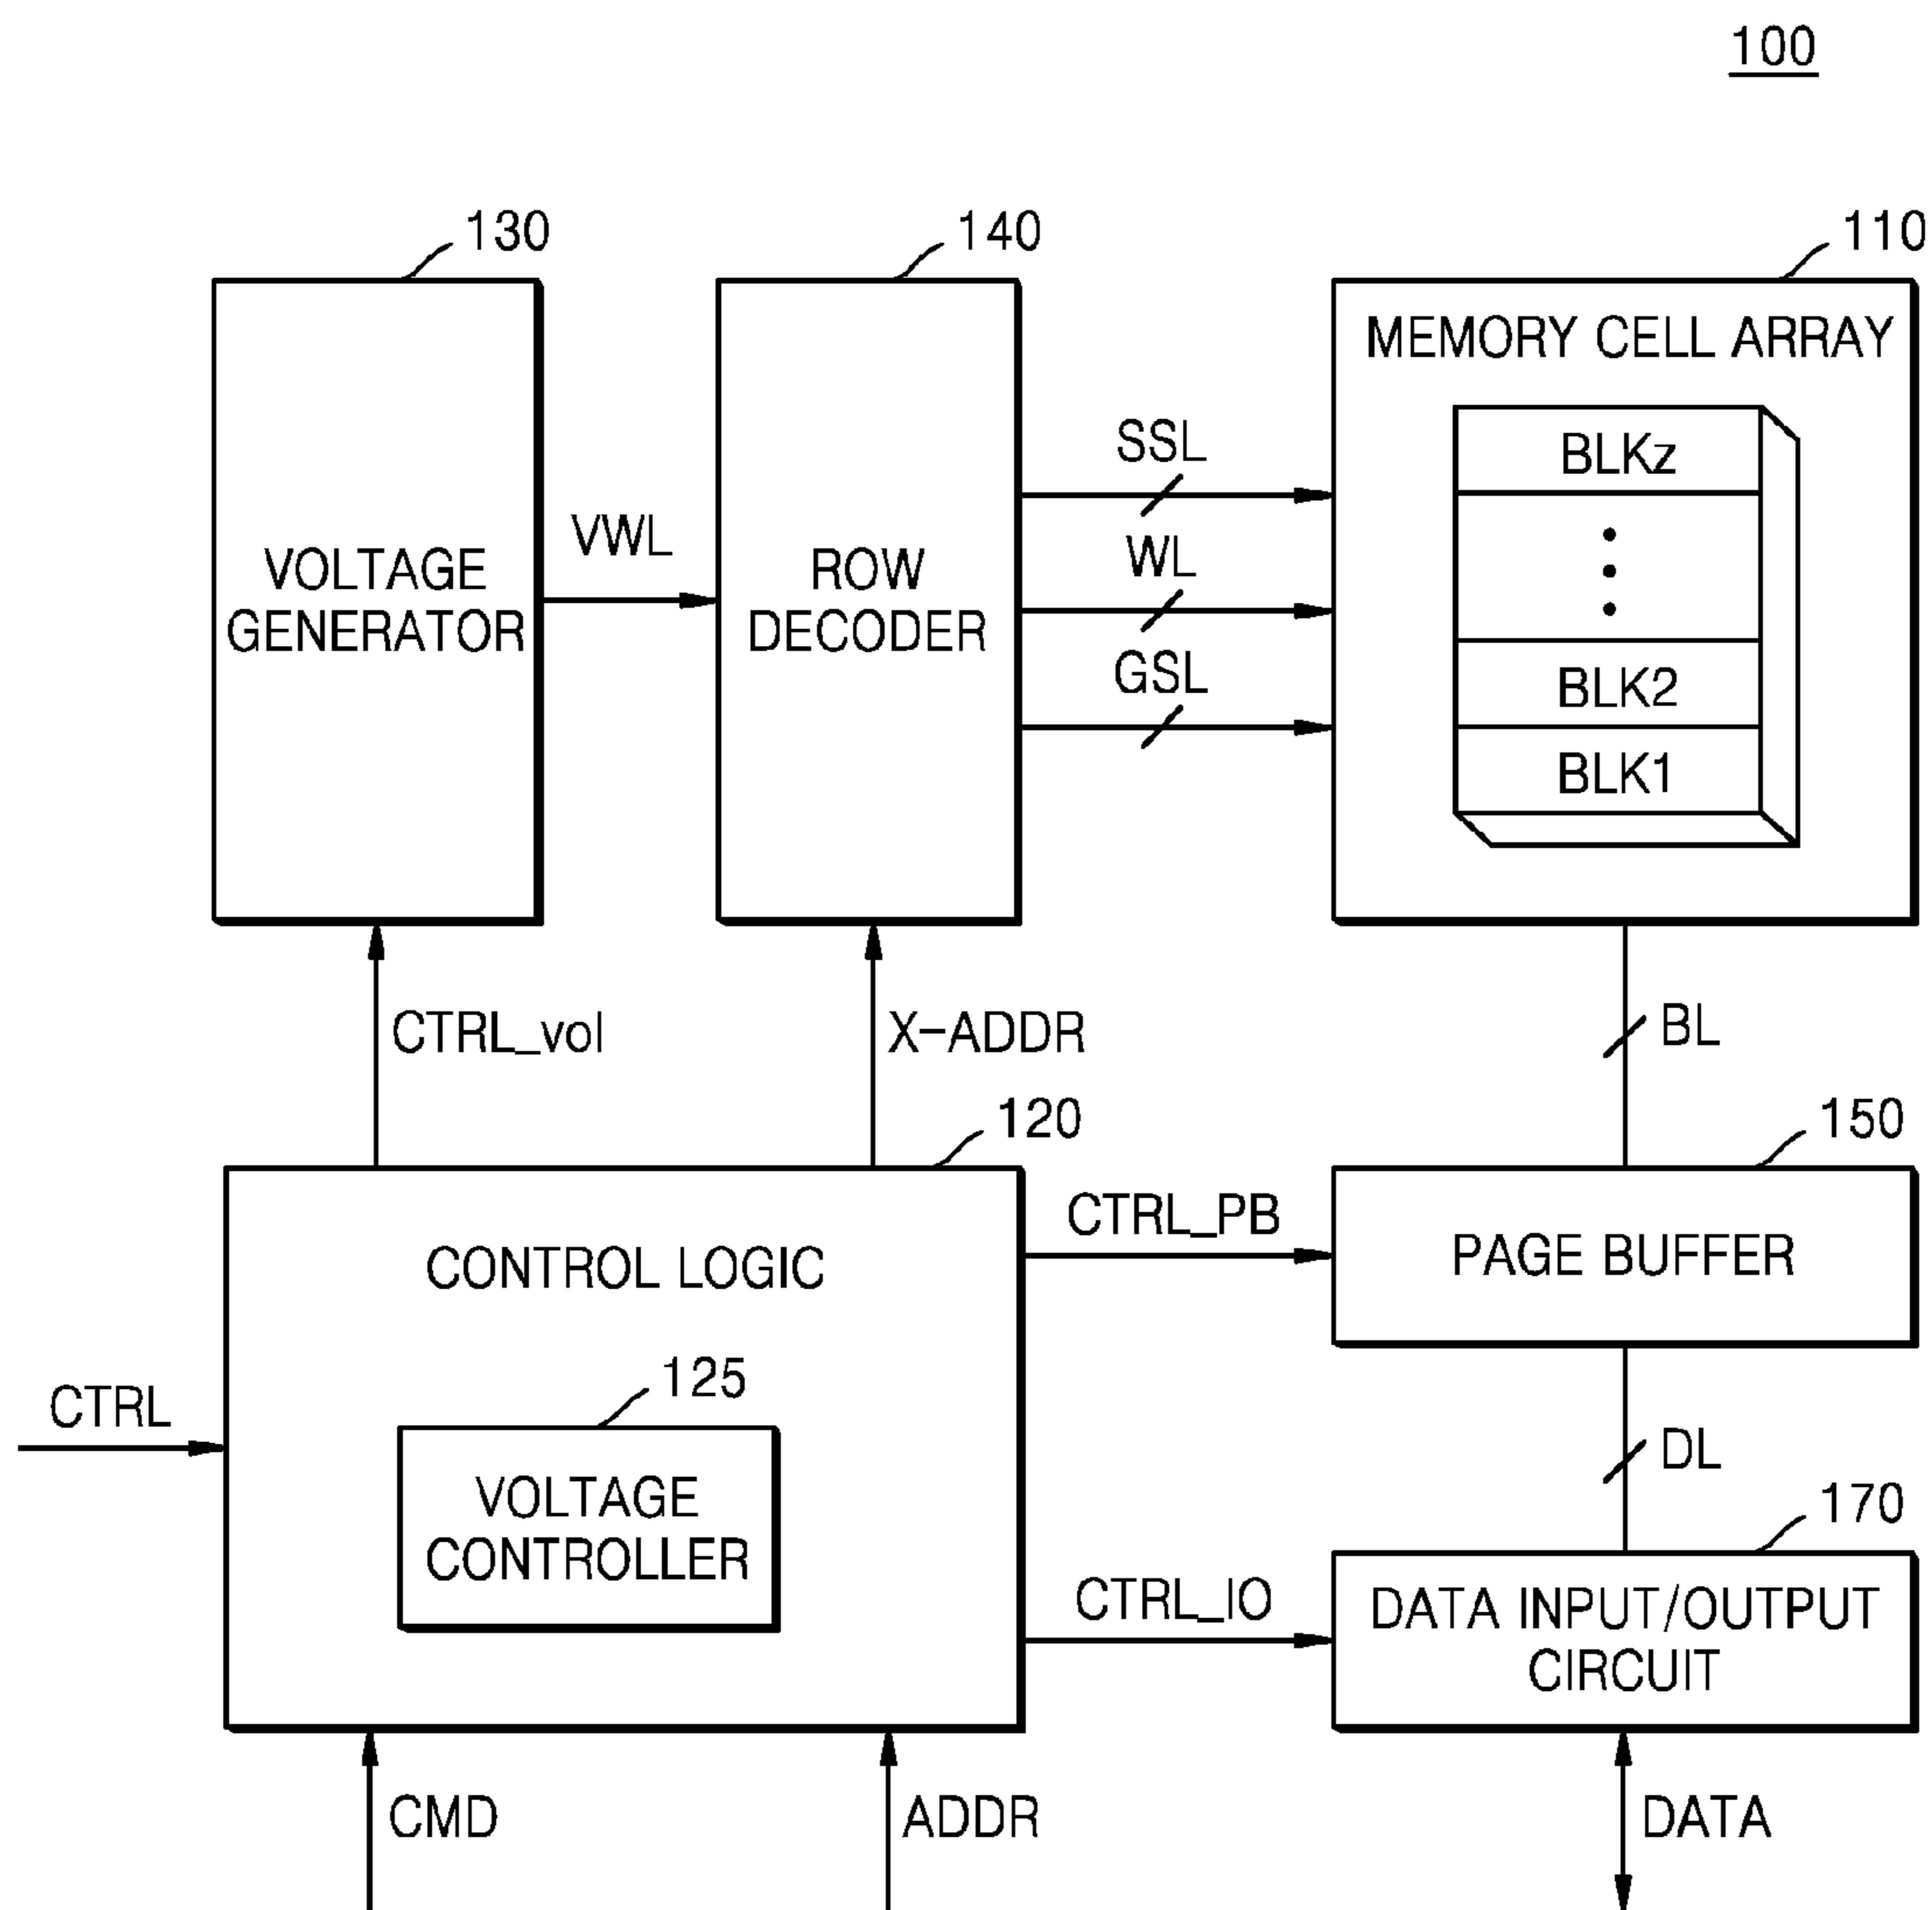 100
130
140
110
VOLTAGE
GENERATOR
VWL
ROW
DECODER
SSL
WL
GSL
MEMORY CELL ARRAY
BLKz
BLK2
BLK1
CTRL_vol
X-ADDR
BL
120
150
CONTROL LOGIC
CTRL_PB
PAGE BUFFER
CTRL
125
VOLTAGE
CONTROLLER
DL
170
CTRL_IO
DATA INPUT/OUTPUT
CIRCUIT
CMD
ADDR
DATA